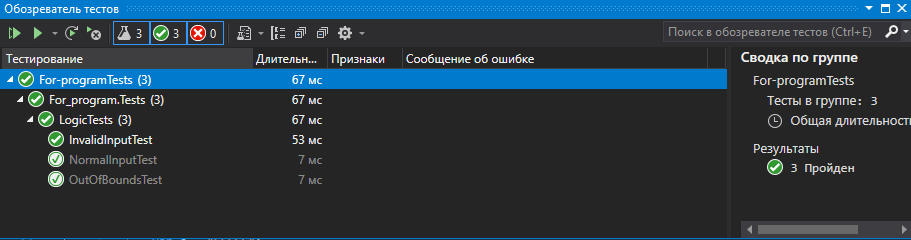 Обозреватель тестов
3 3 0 Поиск в обозревателе тестов (Ctrl+E)
Тестирование Длительн... Признаки Сообщение об ошибке
For-programTests (3) 67 мс
For_program.Tests (3) 67 мс
LogicTests (3) 67 мс
InvalidInputTest 53 мс
NormalInputTest 7 мс
OutOfBoundsTest 7 мс
Сводка по группе
For-programTests
Тесты в группе: 3
Общая длительность
Результаты
3 Пройден